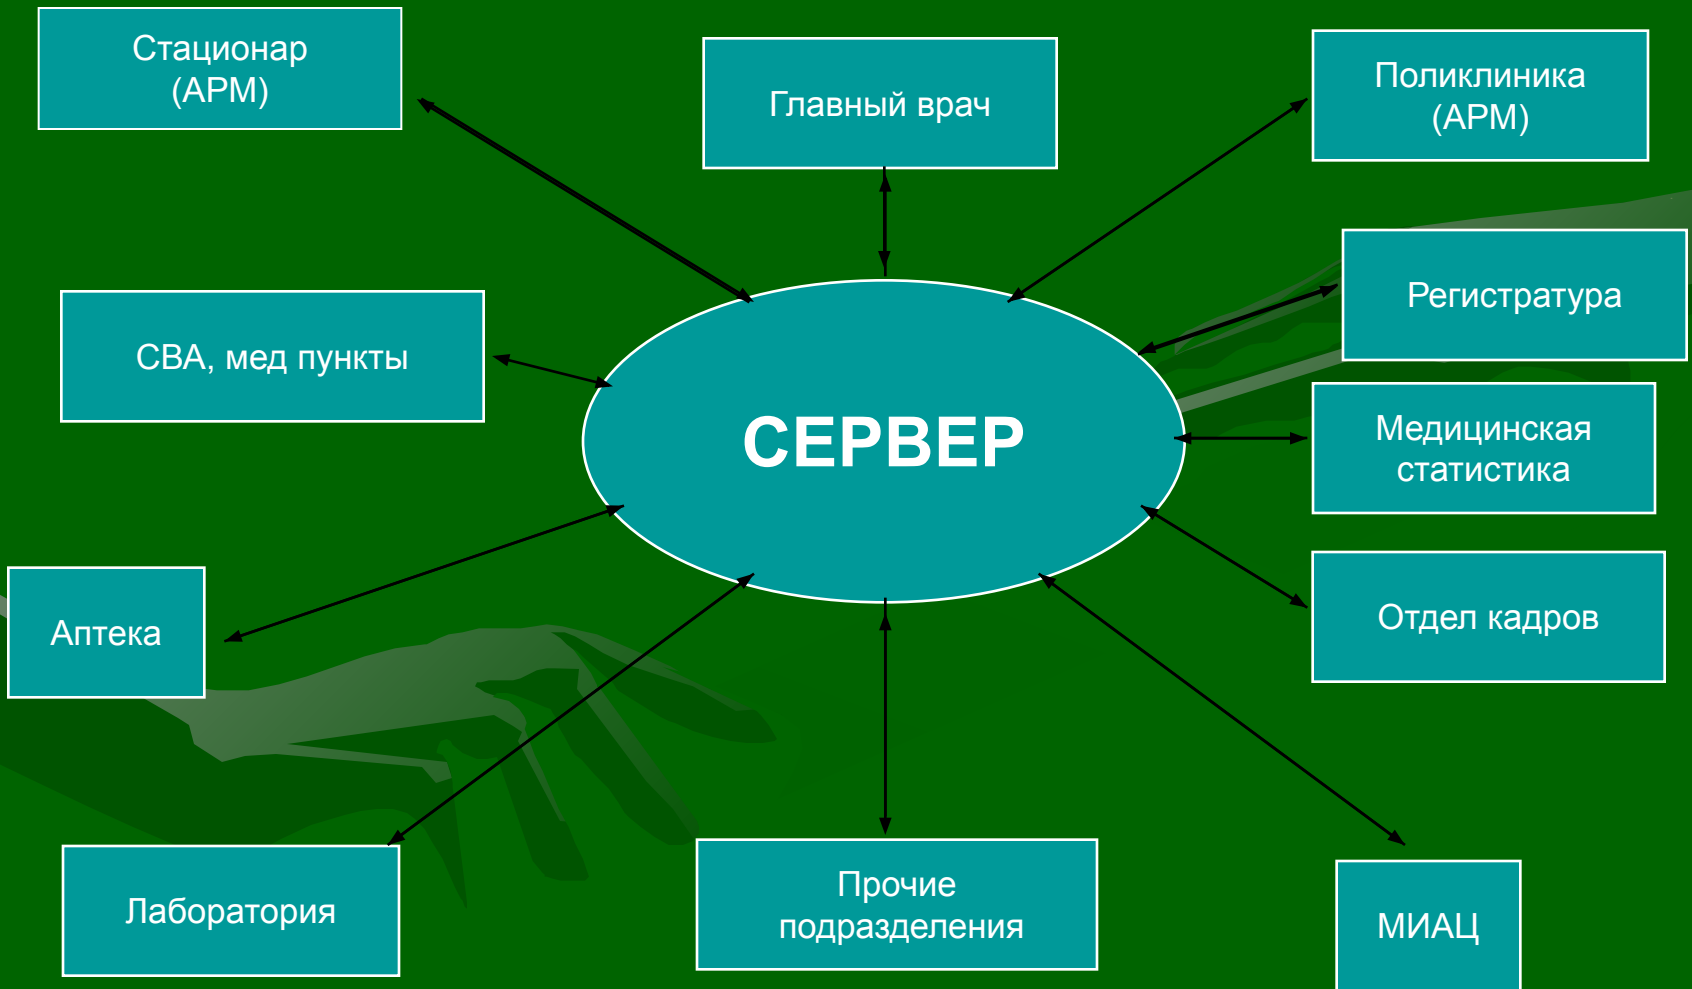 Стационар
(АРМ)
Главный врач
Поликлиника
(АРМ)
Регистратура
СВА, мед пункты
СЕРВЕР
Медицинская
статистика
Аптека
Отдел кадров
Лаборатория
Прочие
подразделения
МИАЦ